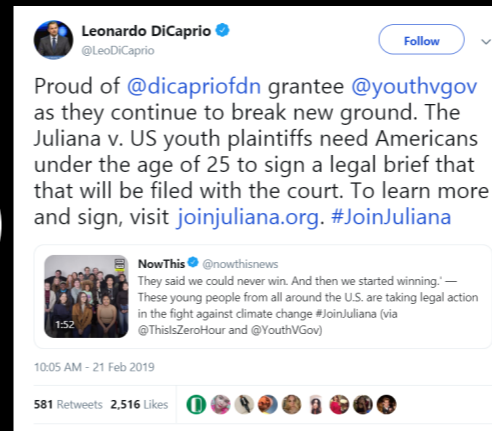 Leonardo DiCaprio
@LeoDiCaprio
Follow
Proud of @dicapriofdn grantee @youthvgov
as they continue to break new ground. The
Juliana v. US youth plaintiffs need Americans
under the age of 25 to sign a legal brief that
that will be filed with the court. To learn more
and sign, visit joinjuliana.org. #JoinJuliana
NowThis @nowthisnews
They said we could never win. And then we started winning.' —
These young people from all around the U.S. are taking legal action
in the fight against climate change #JoinJuliana (via
@ThisIsZeroHour and @YouthVGov)
1:52
10:05 AM - 21 Feb 2019
581 Retweets 2,516 Likes